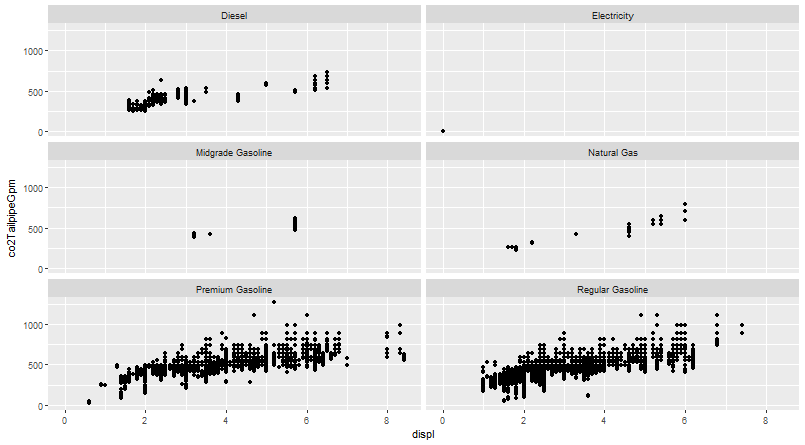 Diesel
Electricity
1000
500
0
Midgrade Gasoline
Natural Gas
1000
500
0
co2TailpipeGpm
Premium Gasoline
Regular Gasoline
1000
500
0
0 2 4 6 8 0 2 4 6 8
displ